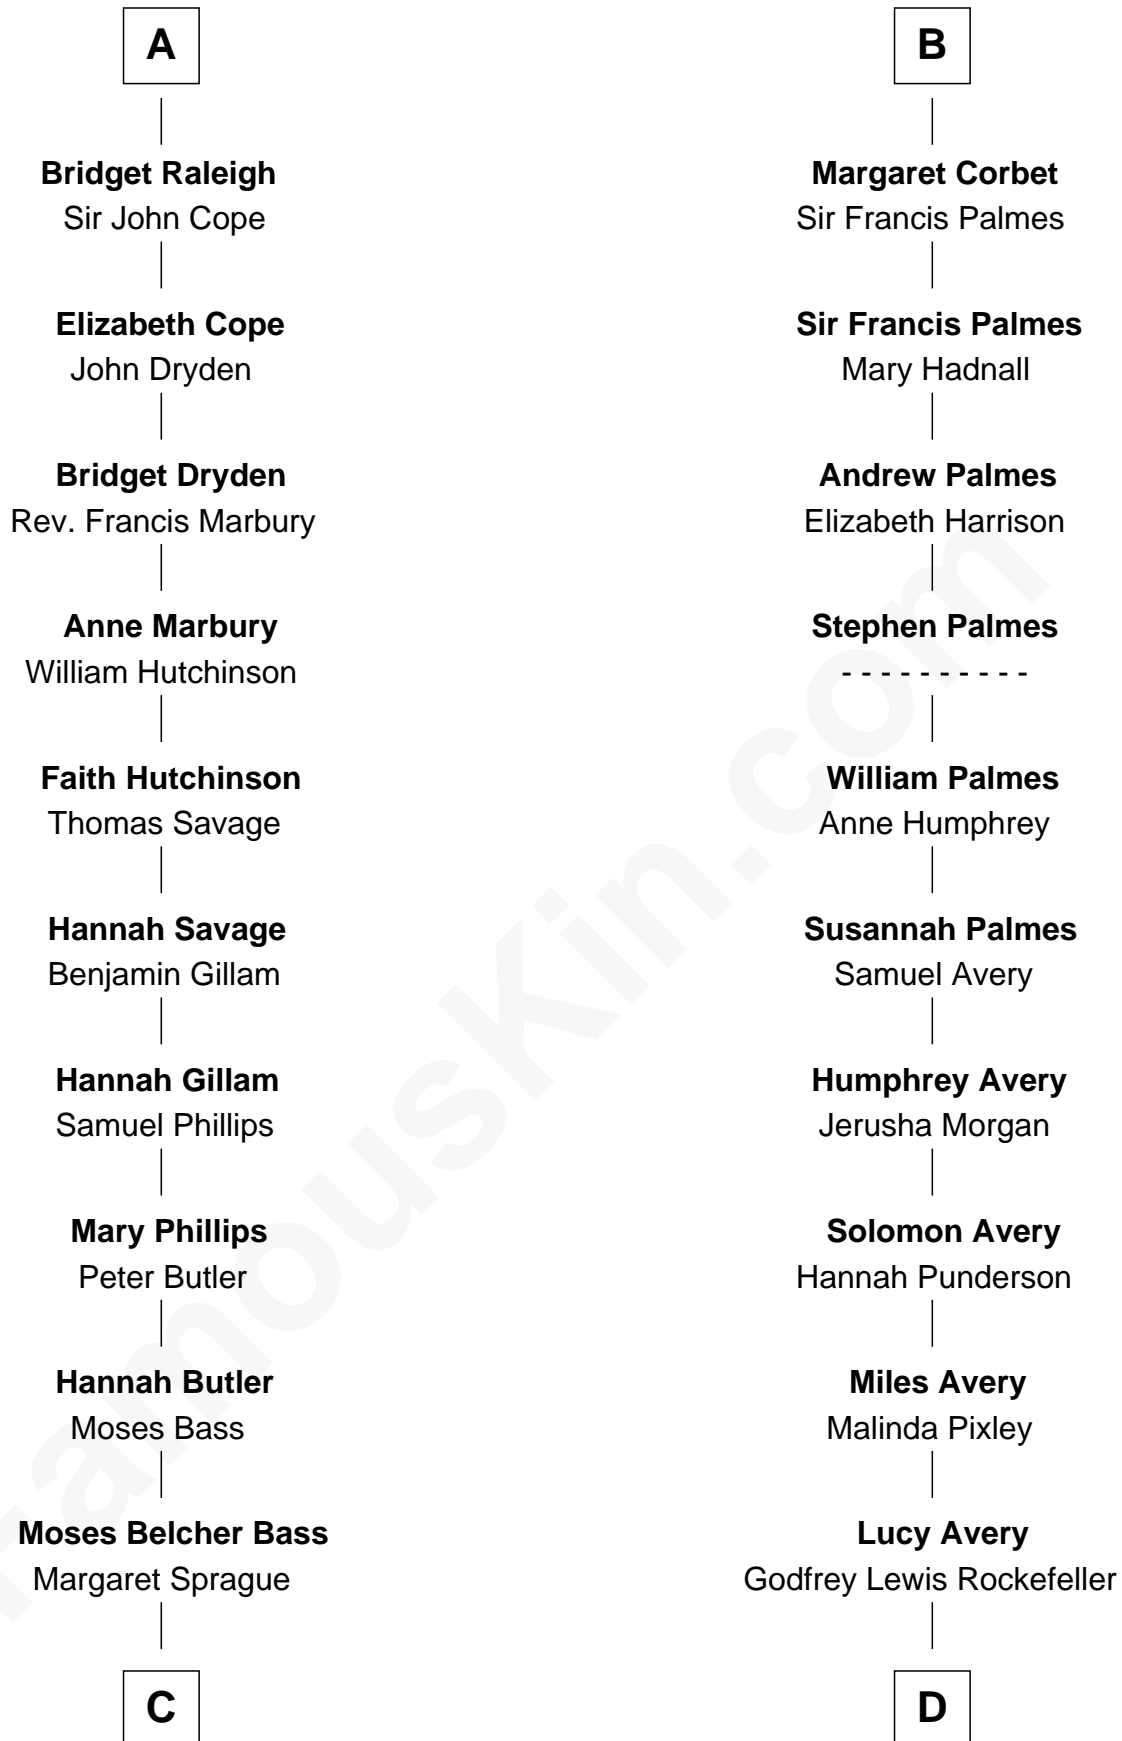 A
Bridget Raleigh
Sir John Cope
Elizabeth Cope
John Dryden
Bridget Dryden
Rev. Francis Marbury
Anne Marbury
William Hutchinson
Faith Hutchinson
Thomas Savage
Hannah Savage
Benjamin Gillam
Hannah Gillam
Samuel Phillips
Mary Phillips
Peter Butler
Hannah Butler
Moses Bass
Moses Belcher Bass
Margaret Sprague
C
B
Margaret Corbet
Sir Francis Palmes
Sir Francis Palmes
Mary Hadnall
Andrew Palmes
Elizabeth Harrison
Stephen Palmes
- - - - - - - - - -
William Palmes
Anne Humphrey
Susannah Palmes
Samuel Avery
Humphrey Avery
Jerusha Morgan
Solomon Avery
Hannah Punderson
Miles Avery
Malinda Pixley
Lucy Avery
Godfrey Lewis Rockefeller
D
FamousKin.com